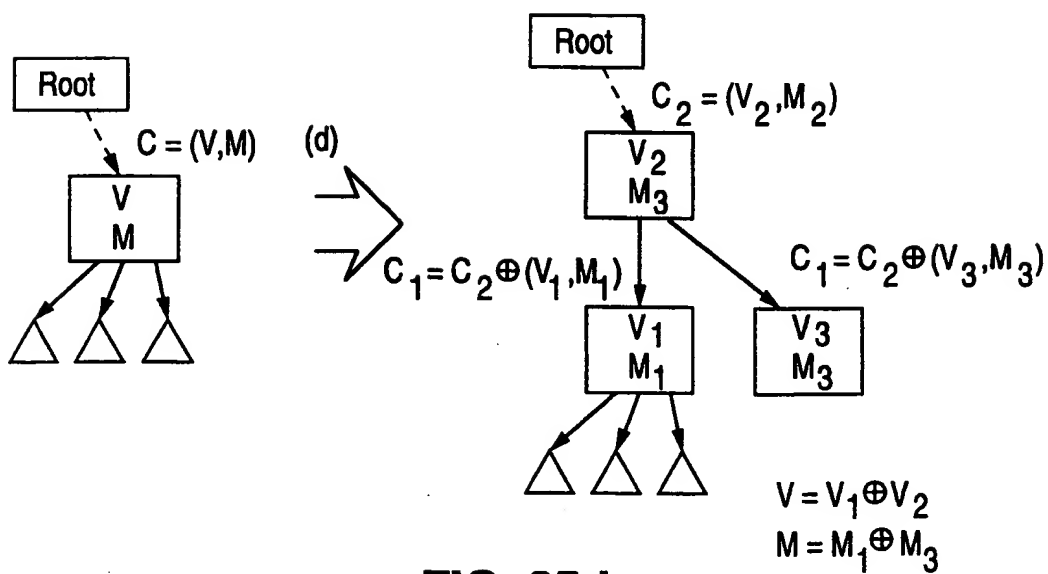 Root
C = (V,M)
V
M
(d)
Root
C2 = (V2,M2)
V2
M3
C1 = C2 ⊕ (V1,M1)
C1 = C2 ⊕ (V3,M3)
V1
M1
V3
M3
V = V1 ⊕ V2
M = M1 ⊕ M3